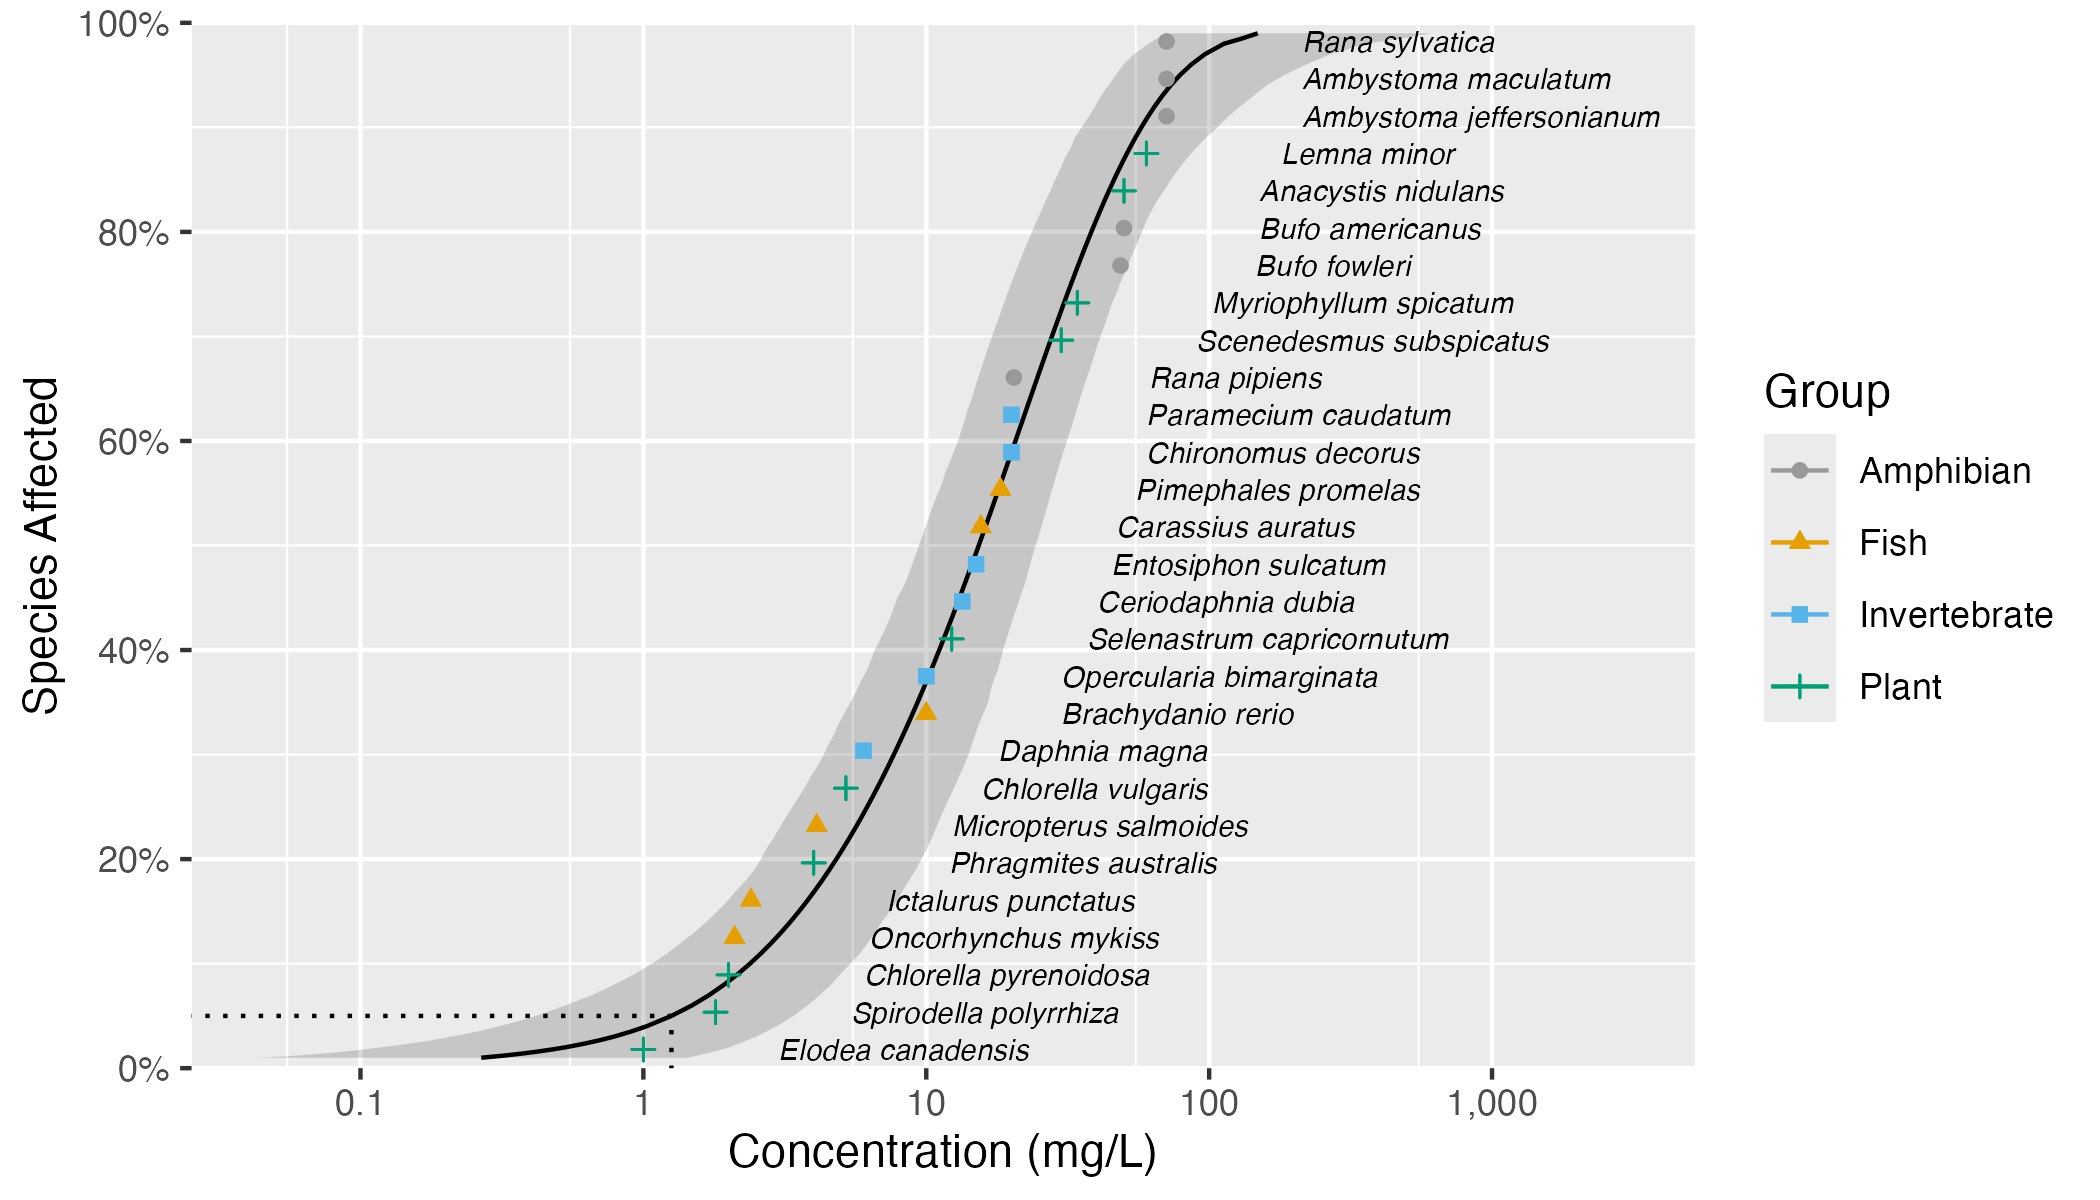 100%
80%
60%
40%
20%
0%
Species Affected
Rana sylvatica
Ambystoma maculatum
Ambystoma jeffersonianum
Lemna minor
Anacystis nidulans
Bufo americanus
Bufo fowleri
Myriophyllum spicatum
Scenedesmus subspicatus
Rana pipiens
Paramecium caudatum
Chironomus decorus
Pimephales promelas
Carassius auratus
Entosiphon sulcatum
Ceriodaphnia dubia
Selenastrum capricornutum
Opercularia bimarginata
Brachydanio rerio
Daphnia magna
Chlorella vulgaris
Micropterus salmoides
Phragmites australis
Ictalurus punctatus
Oncorhynchus mykiss
Chlorella pyrenoidosa
Spirodella polyrrhiza
Elodea canadensis
0.1 1 10 100 1,000
Concentration (mg/L)
Group
Amphibian
Fish
Invertebrate
Plant